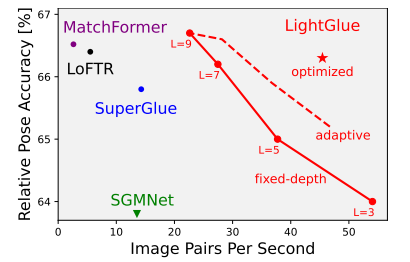 67
MatchFormer
LightGlue
L=9
LoFTR
optimized
66
L=7
SuperGlue
adaptive
65
L=5
fixed-depth
SGMNet
64
L=3
Relative Pose Accuracy [%]
0
10
20
30
40
50
Image Pairs Per Second